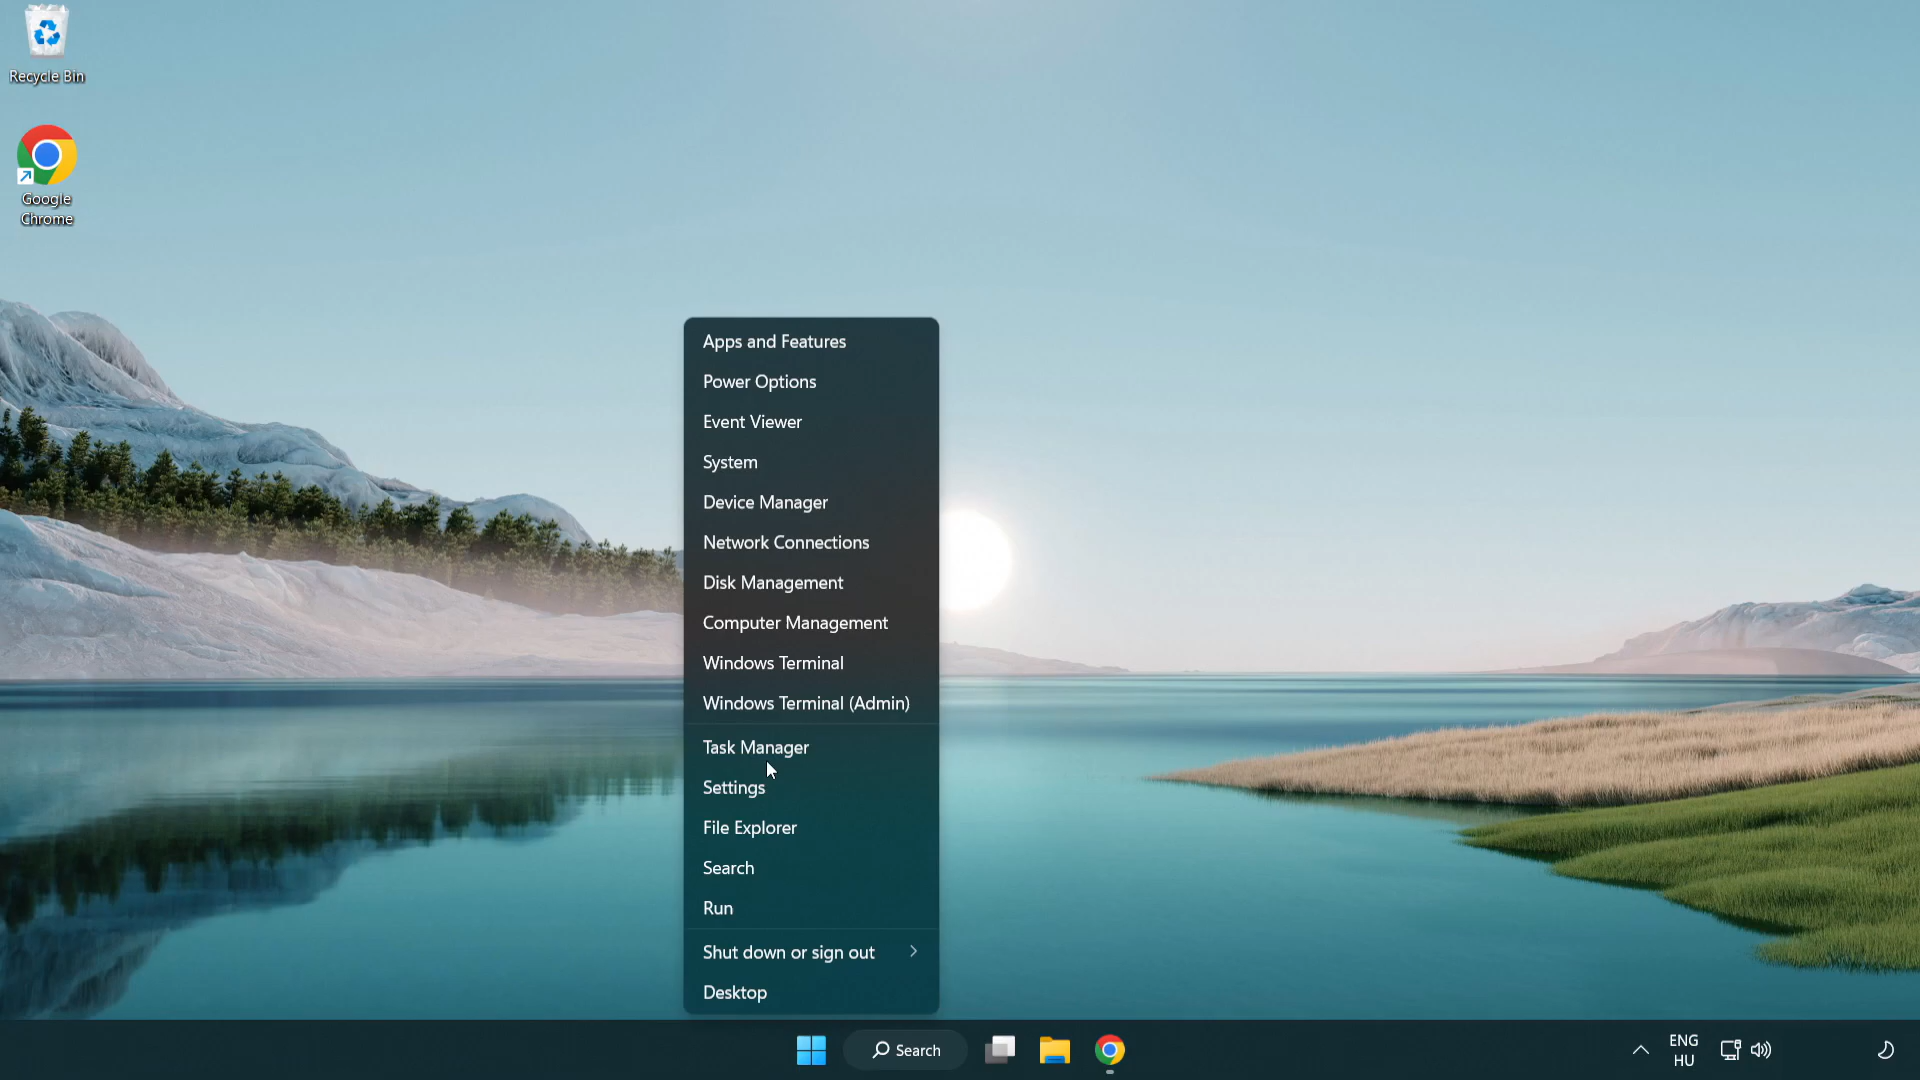 Recycle Bin
Google
Chrome
Apps and Features
Power Options
Event Viewer
System
Device Manager
Network Connections
Disk Management
Computer Management
Windows Terminal
Windows Terminal (Admin)
Task Manager
Settings
File Explorer
Search
Run
Shut down or sign out
Desktop
Search
ENG
HU